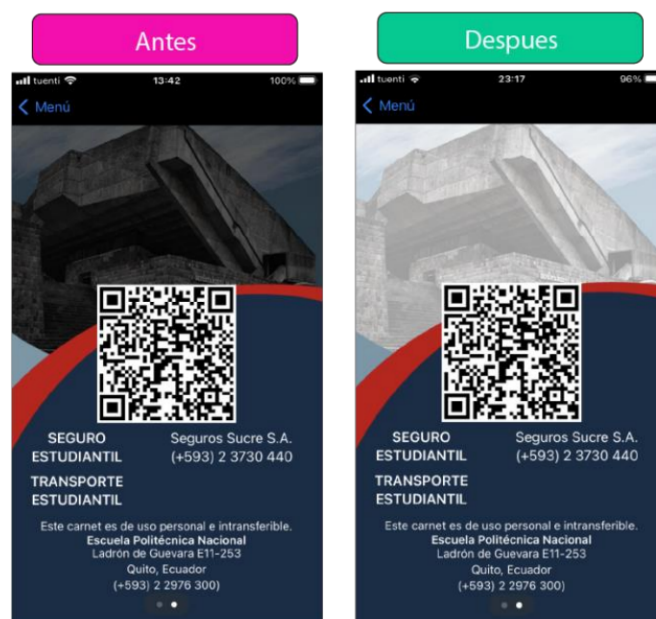 Antes
tuenti 13:42 100%
Menú
SEGURO
ESTUDIANTIL
Seguros Sucre S.A.
(+593) 2 3730 440
TRANSPORTE
ESTUDIANTIL
Este carnet es de uso personal e intransferible.
Escuela Politécnica Nacional
Ladrón de Guevara E11-253
Quito, Ecuador
(+593) 2 2976 300)
Despues
tuenti 23:17 96%
Menú
SEGURO
ESTUDIANTIL
Seguros Sucre S.A.
(+593) 2 3730 440
TRANSPORTE
ESTUDIANTIL
Este carnet es de uso personal e intransferible.
Escuela Politécnica Nacional
Ladrón de Guevara E11-253
Quito, Ecuador
(+593) 2 2976 300)